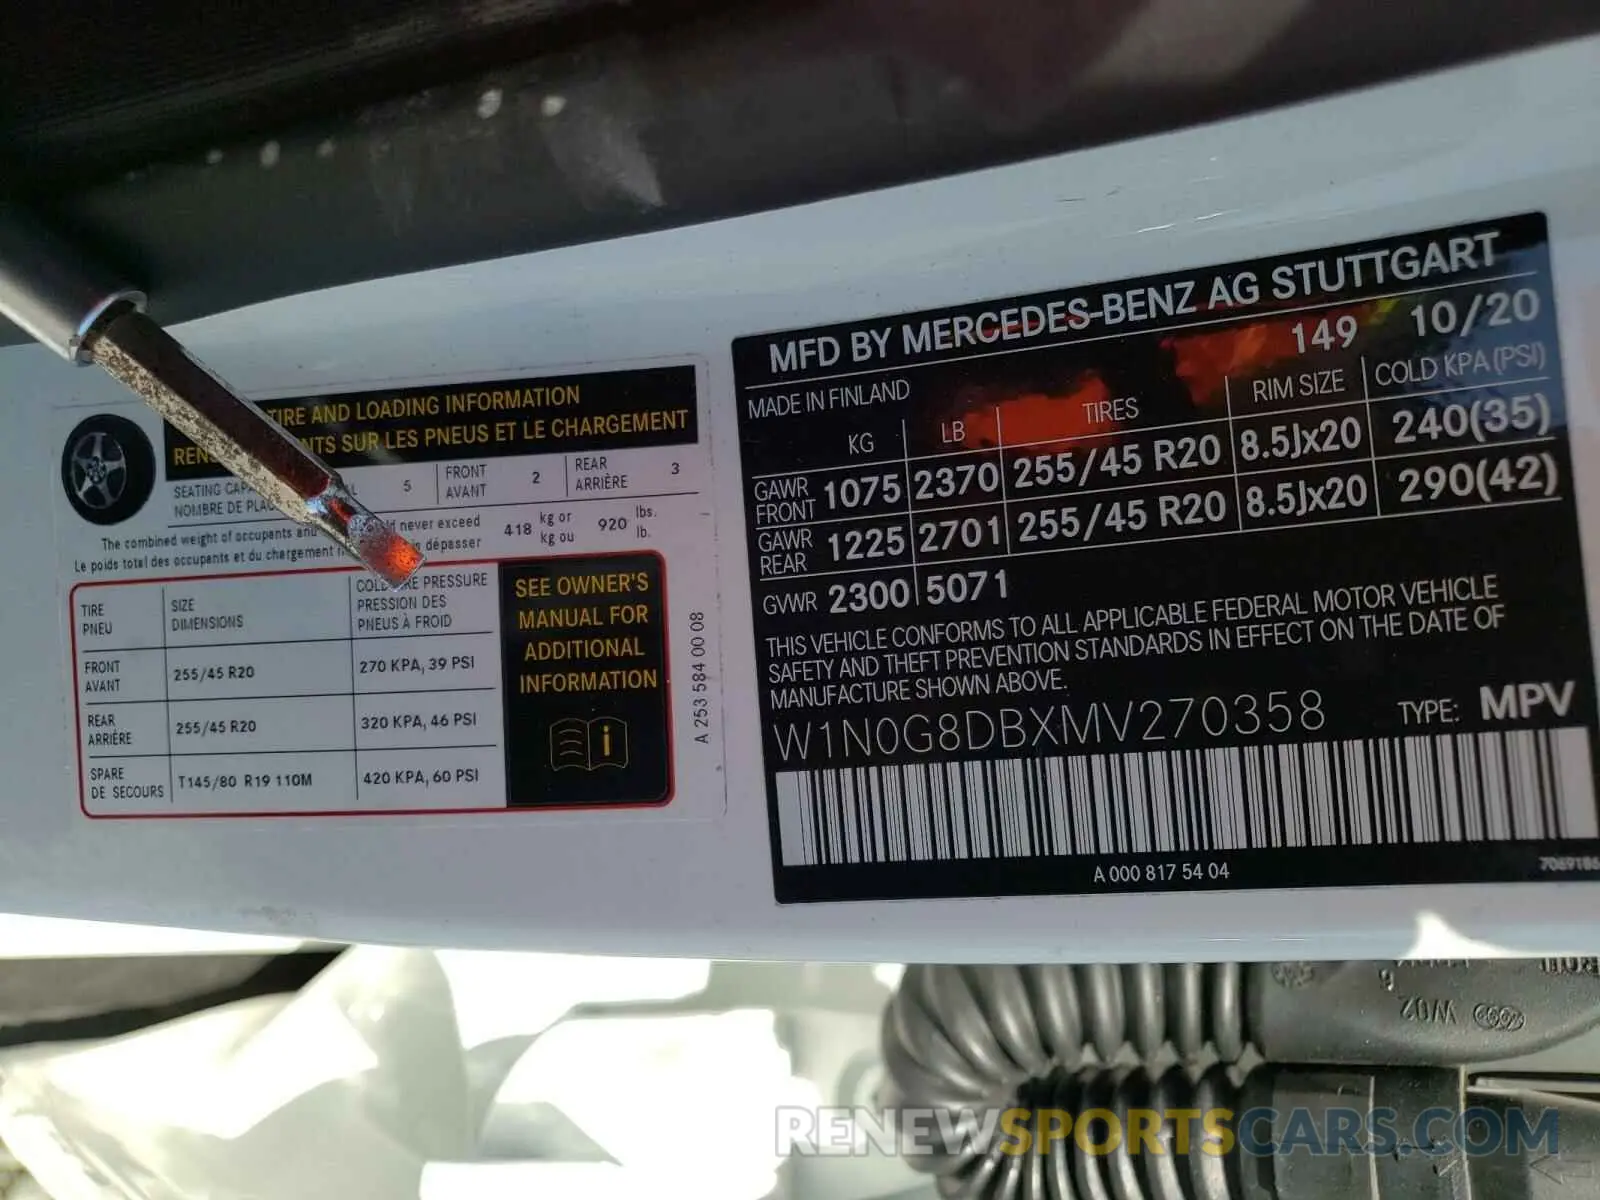 TIRE AND LOADING INFORMATION
SUR LES PNEUS ET LE CHARGEMENT
SEATING 5 FRONT 2 REAR 3
NOMBRE DE AVANT ARRIÈRE
The combined weight of occupants and never exceed 418 kg or 920 lbs.
Le poids total des occupants et du chargement dépasser kg ou lb.
TIRE SIZE PRESSURE
PNEU DIMENSIONS PRESSION DES
PNEUS À FROID
FRONT 255/45 R20 270 KPA, 39 PSI
AVANT
REAR 255/45 R20 320 KPA, 46 PSI
ARRIÈRE
SPARE T145/80 R19 110M 420 KPA, 60 PSI
DE SECOURS
SEE OWNER'S
MANUAL FOR
ADDITIONAL
INFORMATION
i
A 253 584 00 08
MFD BY MERCEDES-BENZ AG STUTTGART
MADE IN FINLAND 149 10/20
KG LB TIRES RIM SIZE COLD KPA (PSI)
GAWR FRONT 1075 2370 255/45 R20 8.5Jx20 240(35)
GAWR REAR 1225 2701 255/45 R20 8.5Jx20 290(42)
GVWR 2300 5071
THIS VEHICLE CONFORMS TO ALL APPLICABLE FEDERAL MOTOR VEHICLE
SAFETY AND THEFT PREVENTION STANDARDS IN EFFECT ON THE DATE OF
MANUFACTURE SHOWN ABOVE.
W1N0G8DBXMV270358 TYPE: MPV
A 000 817 54 04
W02
RENEWSPORTSCARS.COM